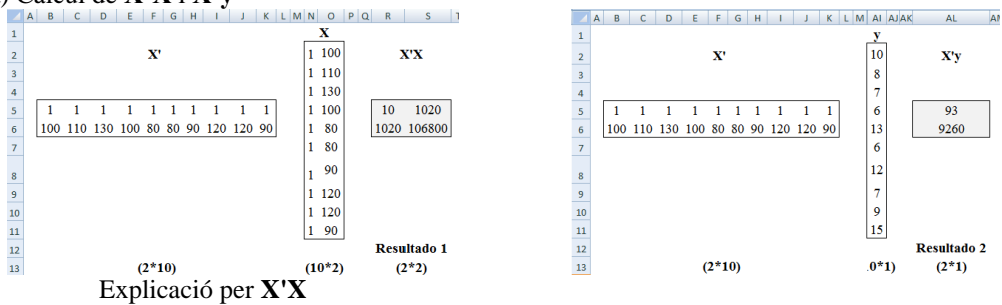 Càlcul de X'X i X'y
A B C D E F G H I J K L M N O P Q R S
1 X
2 X' 1 100 X'X
3 1 110
4 1 130
5 1 1 1 1 1 1 1 1 1 1 1 100 10 1020
6 100 110 130 100 80 80 90 120 120 90 1 80 1020 106800
7 1 80
8 1 90
9 1 120
10 1 120
11 1 90
12 Resultado 1
13 (2*10) (10*2) (2*2)
A B C D E F G H I J K L M AI AJ AK AL
1 y
2 X' 10 X'y
3 8
4 7
5 1 1 1 1 1 1 1 1 1 1 6 93
6 100 110 130 100 80 80 90 120 120 90 13 9260
7 6
8 12
9 7
10 9
11 15
12 Resultado 2
13 (2*10) .0*1) (2*1)
Explicació per X'X